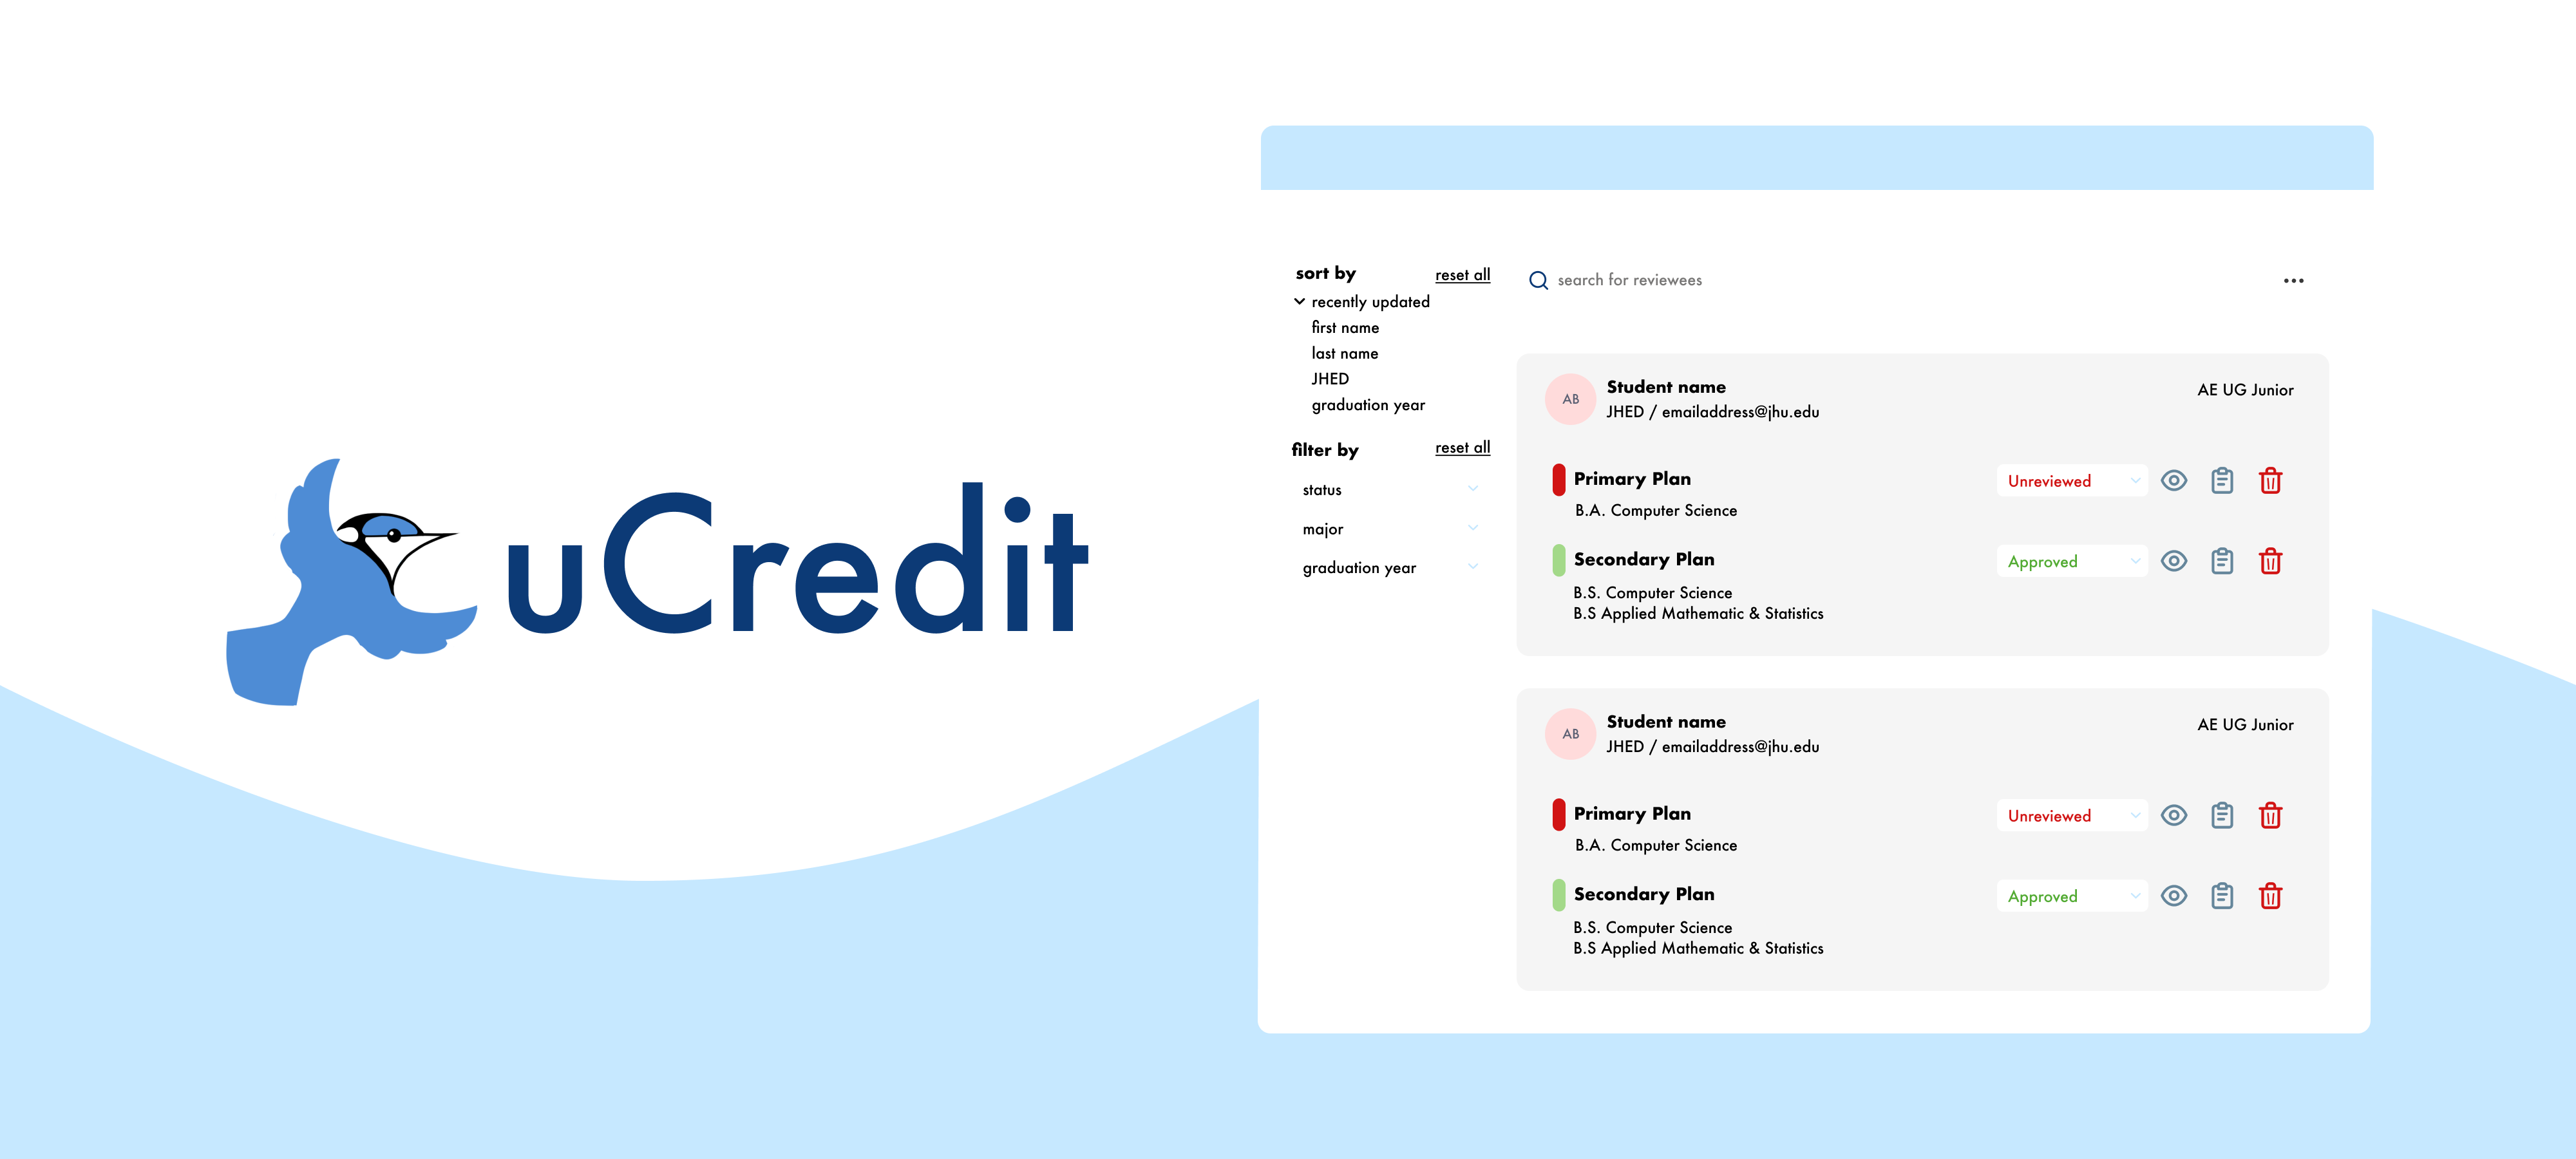 uCredit
sort by reset all
recently updated
first name
last name
JHED
graduation year
filter by reset all
status
major
graduation year
search for reviewees
AB
Student name
JHED / emailaddress@jhu.edu
AE UG Junior
Primary Plan
Unreviewed
B.A. Computer Science
Secondary Plan
Approved
B.S. Computer Science
B.S Applied Mathematic & Statistics
AB
Student name
JHED / emailaddress@jhu.edu
AE UG Junior
Primary Plan
Unreviewed
B.A. Computer Science
Secondary Plan
Approved
B.S. Computer Science
B.S Applied Mathematic & Statistics